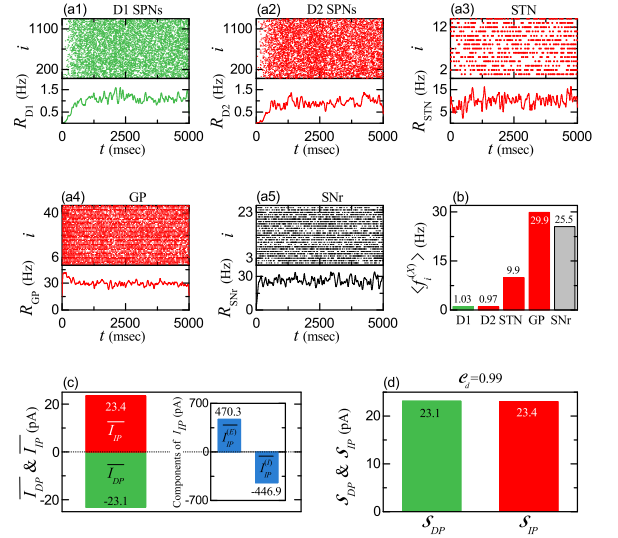 (a1) D1 SPNs
1100
i
200
R_D1 (Hz)
1.5
0.5
0 2500 5000
t (msec)
(a2) D2 SPNs
1100
i
200
R_D2 (Hz)
1.5
0.5
0 2500 5000
t (msec)
(a3) STN
12
i
2
R_STN (Hz)
15
5
0 2500 5000
t (msec)
(a4) GP
40
i
6
R_GP (Hz)
30
0
0 2500 5000
t (msec)
(a5) SNr
23
i
3
R_SNr (Hz)
30
0
0 2500 5000
t (msec)
(b)
<f_i^(X)> (Hz)
30
15
0
1.03 0.97 9.9 29.9 25.5
D1 D2 STN GP SNr
(c)
I_DP & I_IP (pA)
20
0
-20
23.4
I_IP
I_DP
-23.1
Components of I_IP (pA)
700
0
-700
470.3
I_IP^(E)
I_IP^(I)
-446.9
(d) 𝒞_d=0.99
𝒮_DP & 𝒮_IP (pA)
20
10
0
23.1 23.4
𝒮_DP 𝒮_IP